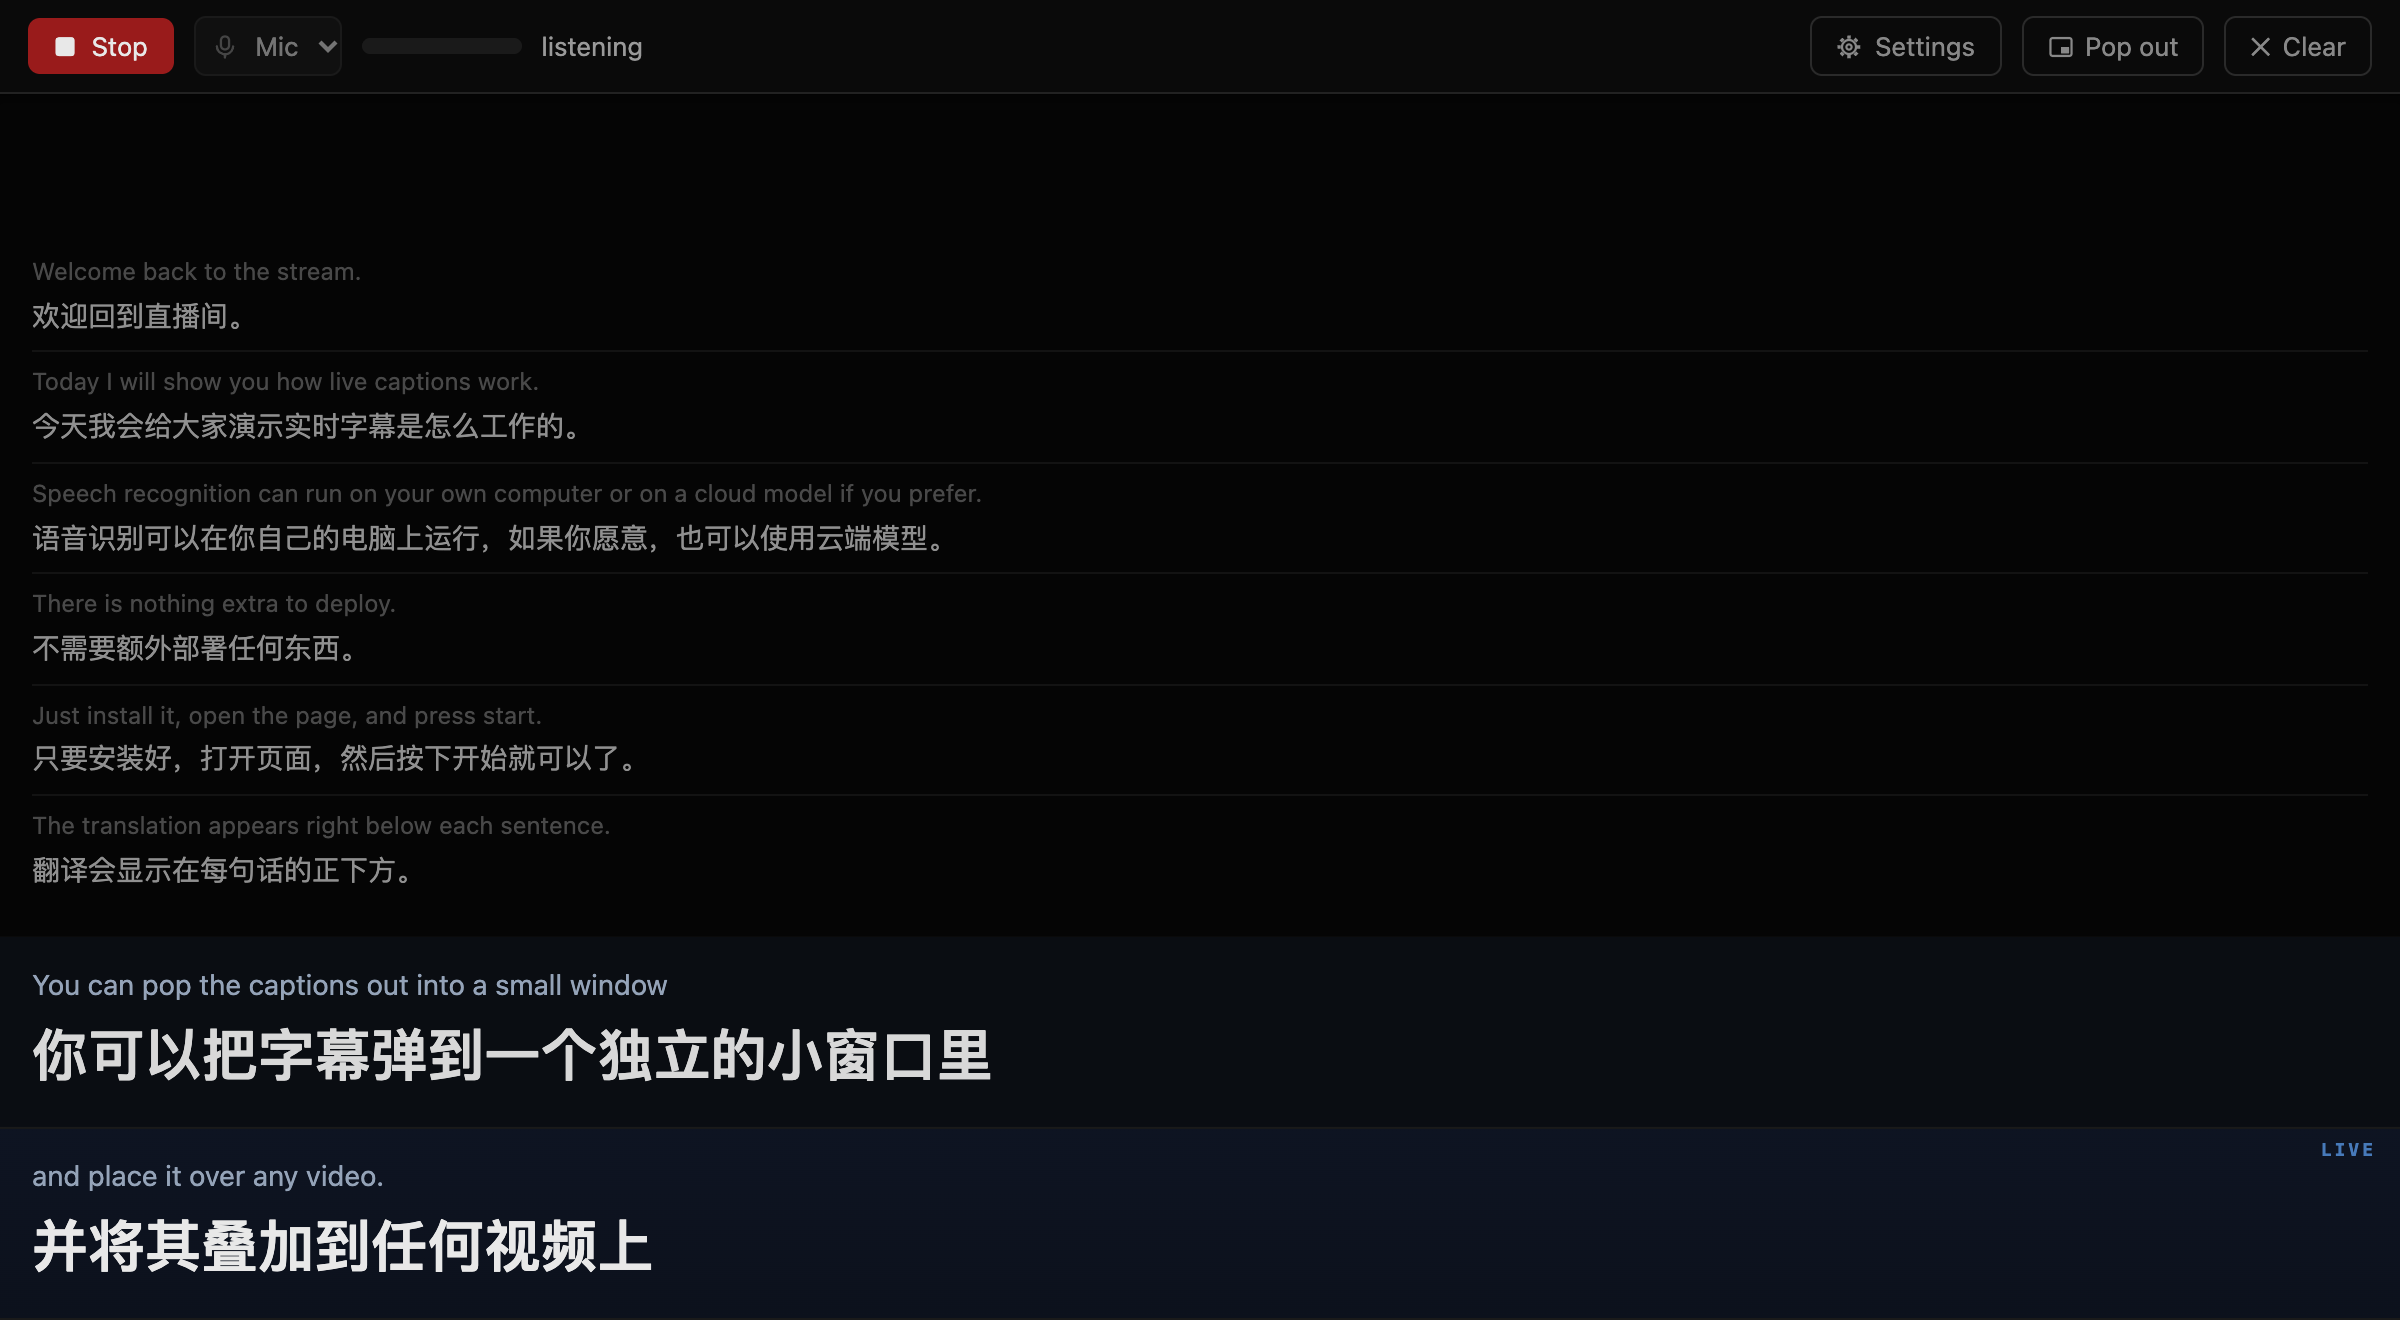 Stop
Mic
listening
Settings
Pop out
Clear
Welcome back to the stream.
欢迎回到直播间。
Today I will show you how live captions work.
今天我会给大家演示实时字幕是怎么工作的。
Speech recognition can run on your own computer or on a cloud model if you prefer.
语音识别可以在你自己的电脑上运行，如果你愿意，也可以使用云端模型。
There is nothing extra to deploy.
不需要额外部署任何东西。
Just install it, open the page, and press start.
只要安装好，打开页面，然后按下开始就可以了。
The translation appears right below each sentence.
翻译会显示在每句话的正下方。
You can pop the captions out into a small window
你可以把字幕弹到一个独立的小窗口里
LIVE
and place it over any video.
并将其叠加到任何视频上